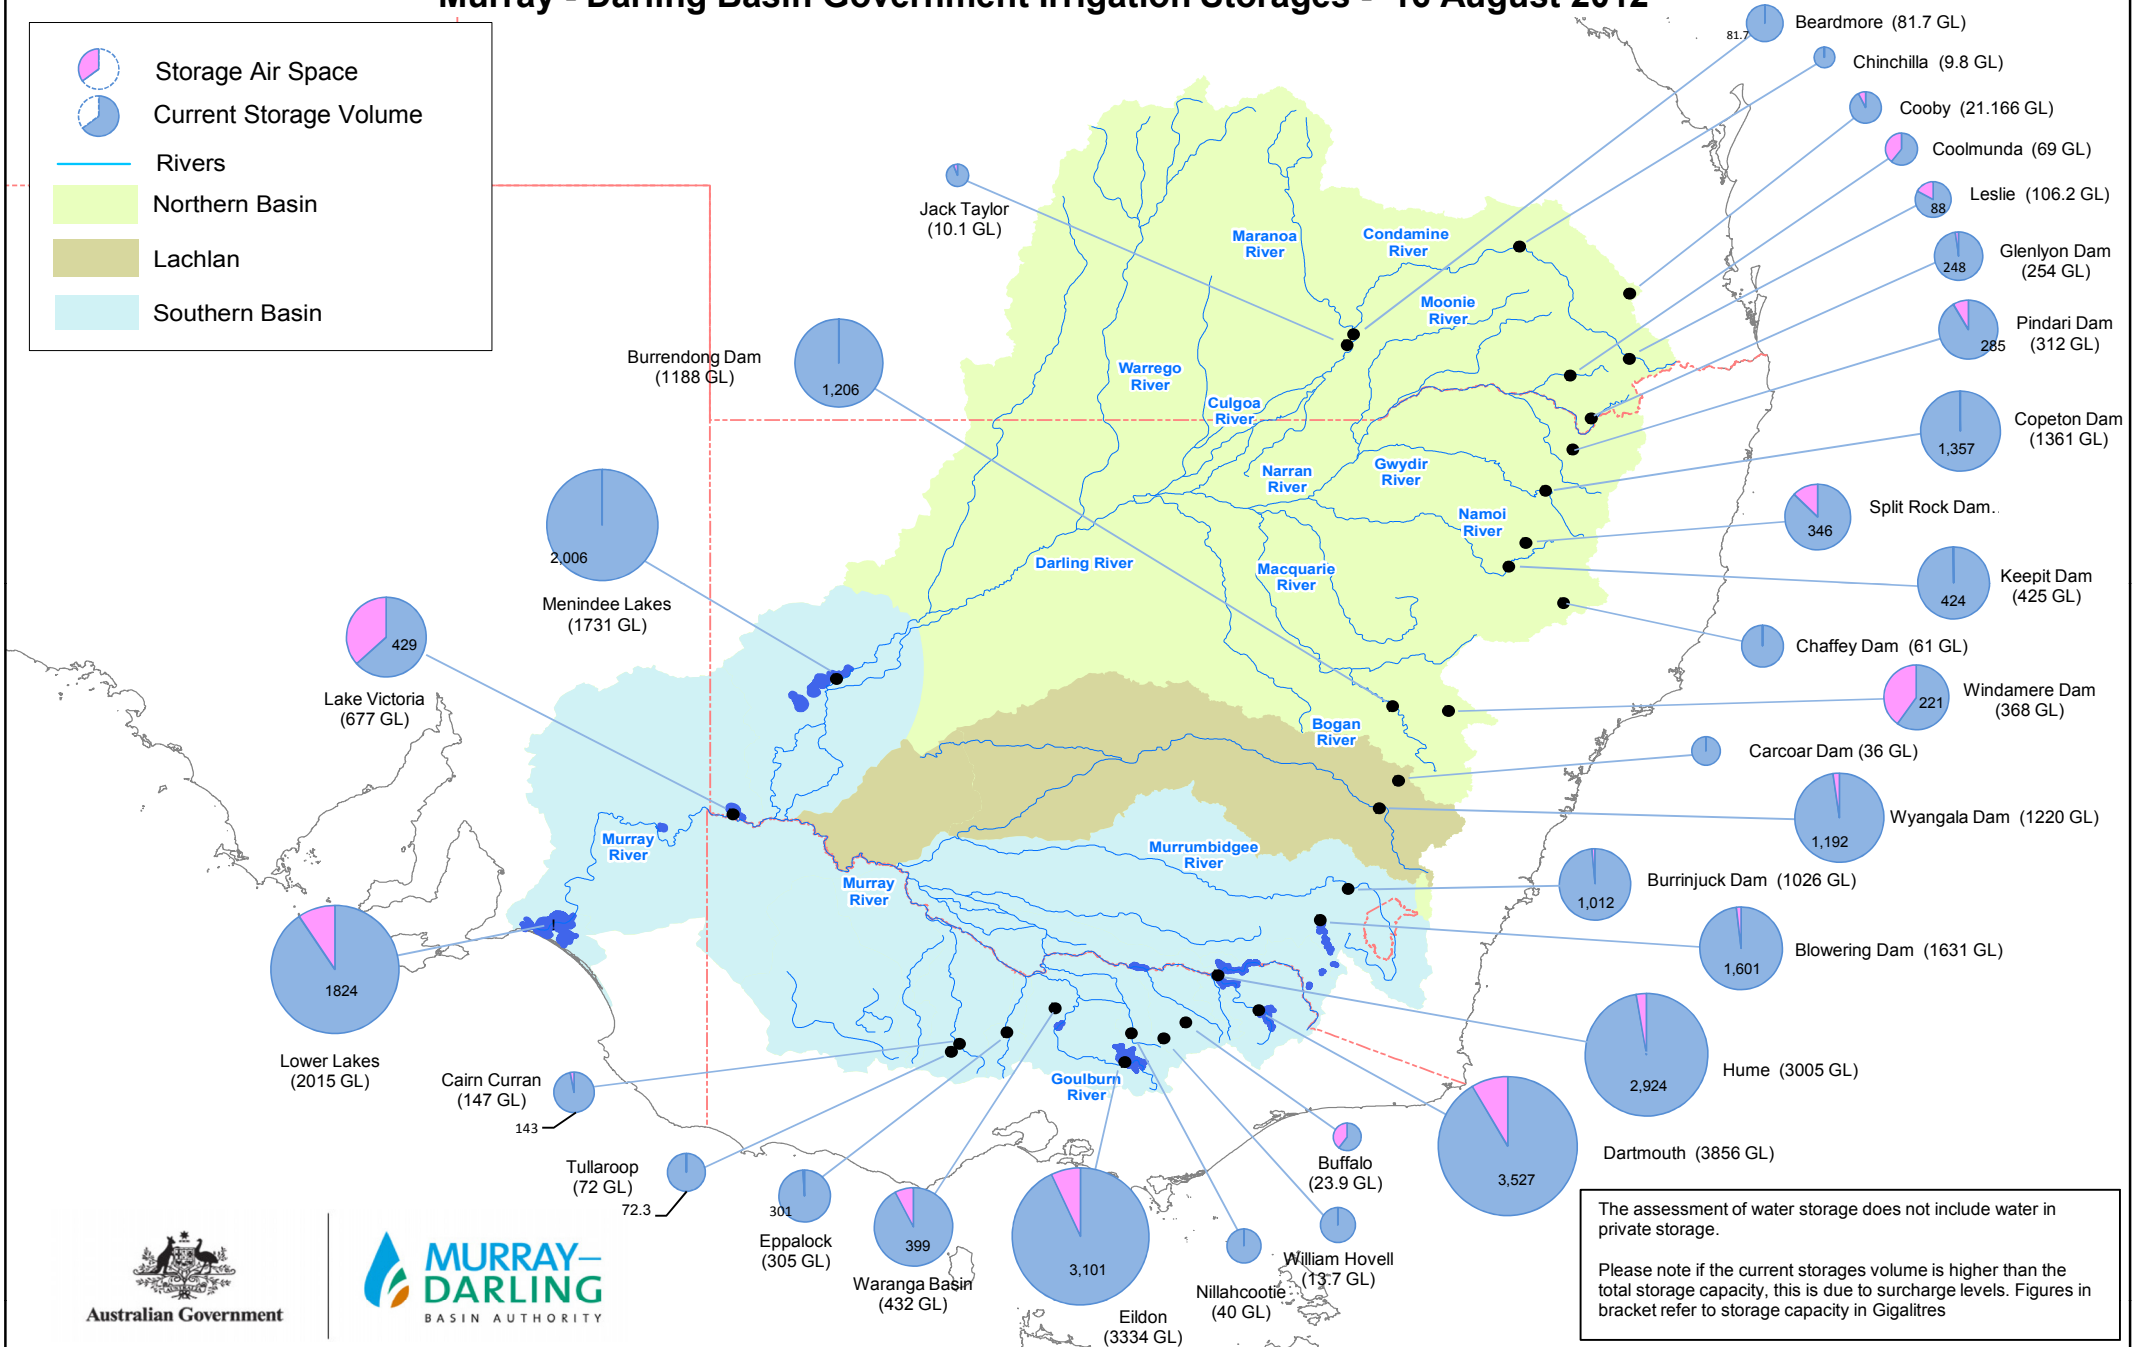 Murray - Darling Basin Government Irrigation Storages - 16 August 2012
Storage Air Space
Current Storage Volume
Rivers
Northern Basin
Lachlan
Southern Basin
81.7
Beardmore (81.7 GL)
Chinchilla (9.8 GL)
Cooby (21.166 GL)
Coolmunda (69 GL)
Leslie (106.2 GL)
88
Glenlyon Dam
(254 GL)
248
Pindari Dam
(312 GL)
285
Copeton Dam
(1361 GL)
1,357
Split Rock Dam..
346
Keepit Dam
(425 GL)
424
Chaffey Dam (61 GL)
Windamere Dam
(368 GL)
221
Carcoar Dam (36 GL)
Wyangala Dam (1220 GL)
1,192
Burrinjuck Dam (1026 GL)
1,012
Blowering Dam (1631 GL)
1,601
Hume (3005 GL)
2,924
Dartmouth (3856 GL)
3,527
Jack Taylor
(10.1 GL)
Burrendong Dam
(1188 GL)
1,206
2,006
Menindee Lakes
(1731 GL)
429
Lake Victoria
(677 GL)
1824
Lower Lakes
(2015 GL)
Cairn Curran
(147 GL)
143
Tullaroop
(72 GL)
72.3
301
Eppalock
(305 GL)
399
Waranga Basin
(432 GL)
3,101
Eildon
(3334 GL)
Nillahcootie
(40 GL)
William Hovell
(13.7 GL)
Buffalo
(23.9 GL)
Maranoa
River
Condamine
River
Moonie
River
Warrego
River
Culgoa
River
Narran
River
Gwydir
River
Namoi
River
Darling River
Macquarie
River
Bogan
River
Murray
River
Murray
River
Murrumbidgee
River
Goulburn
River
Australian Government
MURRAY–
DARLING
BASIN AUTHORITY
The assessment of water storage does not include water in
private storage.
Please note if the current storages volume is higher than the
total storage capacity, this is due to surcharge levels. Figures in
bracket refer to storage capacity in Gigalitres